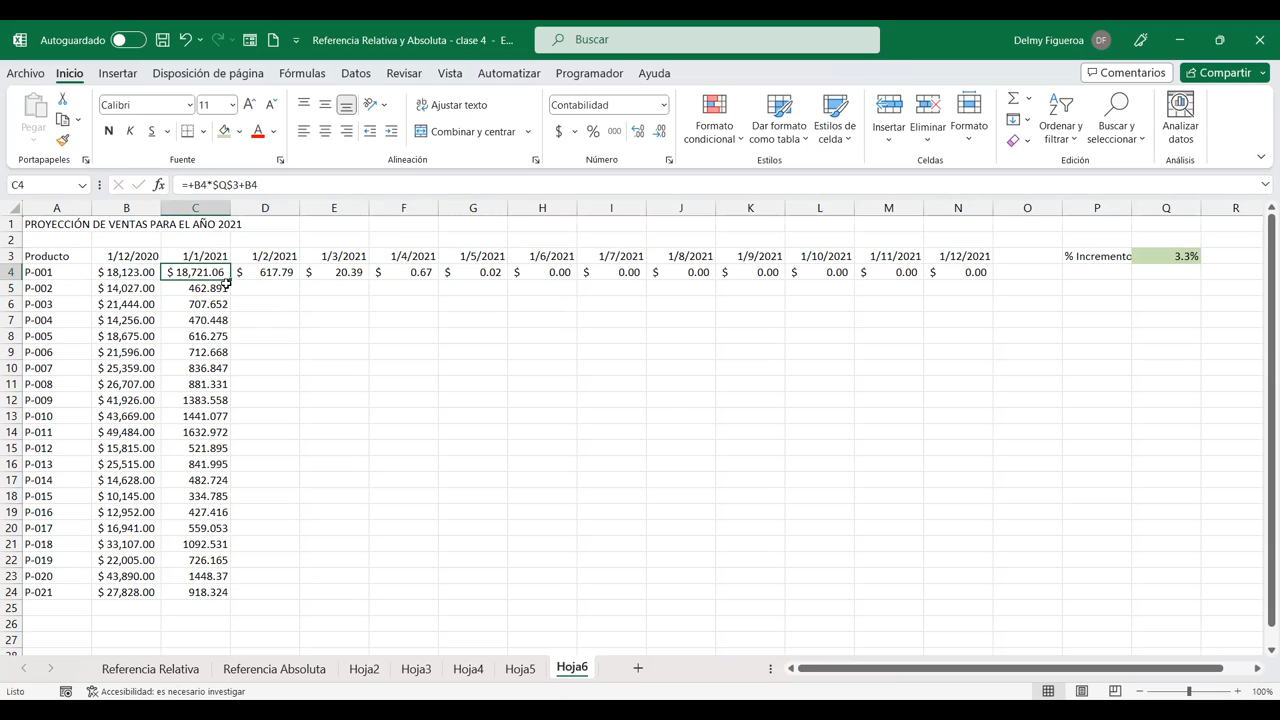 Autoguardado
Referencia Relativa y Absoluta - clase 4 - E...
Buscar
Delmy Figueroa DF
Archivo Inicio Insertar Disposición de página Fórmulas Datos Revisar Vista Automatizar Programador Ayuda
Comentarios Compartir
Pegar
Portapapeles
Calibri 11
N K S
Fuente
Ajustar texto
Combinar y centrar
Alineación
Contabilidad
$ % 000
Número
Formato condicional
Dar formato como tabla
Estilos de celda
Estilos
Insertar Eliminar Formato
Celdas
Ordenar y filtrar
Buscar y seleccionar
Edición
Analizar datos
Análisis
C4 fx =+B4*$Q$3+B4
A B C D E F G H I J K L M N O P Q R
1 PROYECCIÓN DE VENTAS PARA EL AÑO 2021
2
3 Producto 1/12/2020 1/1/2021 1/2/2021 1/3/2021 1/4/2021 1/5/2021 1/6/2021 1/7/2021 1/8/2021 1/9/2021 1/10/2021 1/11/2021 1/12/2021 % Incremento 3.3%
4 P-001 $ 18,123.00 $ 18,721.06 $ 617.79 $ 20.39 $ 0.67 $ 0.02 $ 0.00 $ 0.00 $ 0.00 $ 0.00 $ 0.00 $ 0.00 $ 0.00
5 P-002 $ 14,027.00 462.891
6 P-003 $ 21,444.00 707.652
7 P-004 $ 14,256.00 470.448
8 P-005 $ 18,675.00 616.275
9 P-006 $ 21,596.00 712.668
10 P-007 $ 25,359.00 836.847
11 P-008 $ 26,707.00 881.331
12 P-009 $ 41,926.00 1383.558
13 P-010 $ 43,669.00 1441.077
14 P-011 $ 49,484.00 1632.972
15 P-012 $ 15,815.00 521.895
16 P-013 $ 25,515.00 841.995
17 P-014 $ 14,628.00 482.724
18 P-015 $ 10,145.00 334.785
19 P-016 $ 12,952.00 427.416
20 P-017 $ 16,941.00 559.053
21 P-018 $ 33,107.00 1092.531
22 P-019 $ 22,005.00 726.165
23 P-020 $ 43,890.00 1448.37
24 P-021 $ 27,828.00 918.324
25
26
27
28
Referencia Relativa Referencia Absoluta Hoja2 Hoja3 Hoja4 Hoja5 Hoja6
Listo Accesibilidad: es necesario investigar 100%